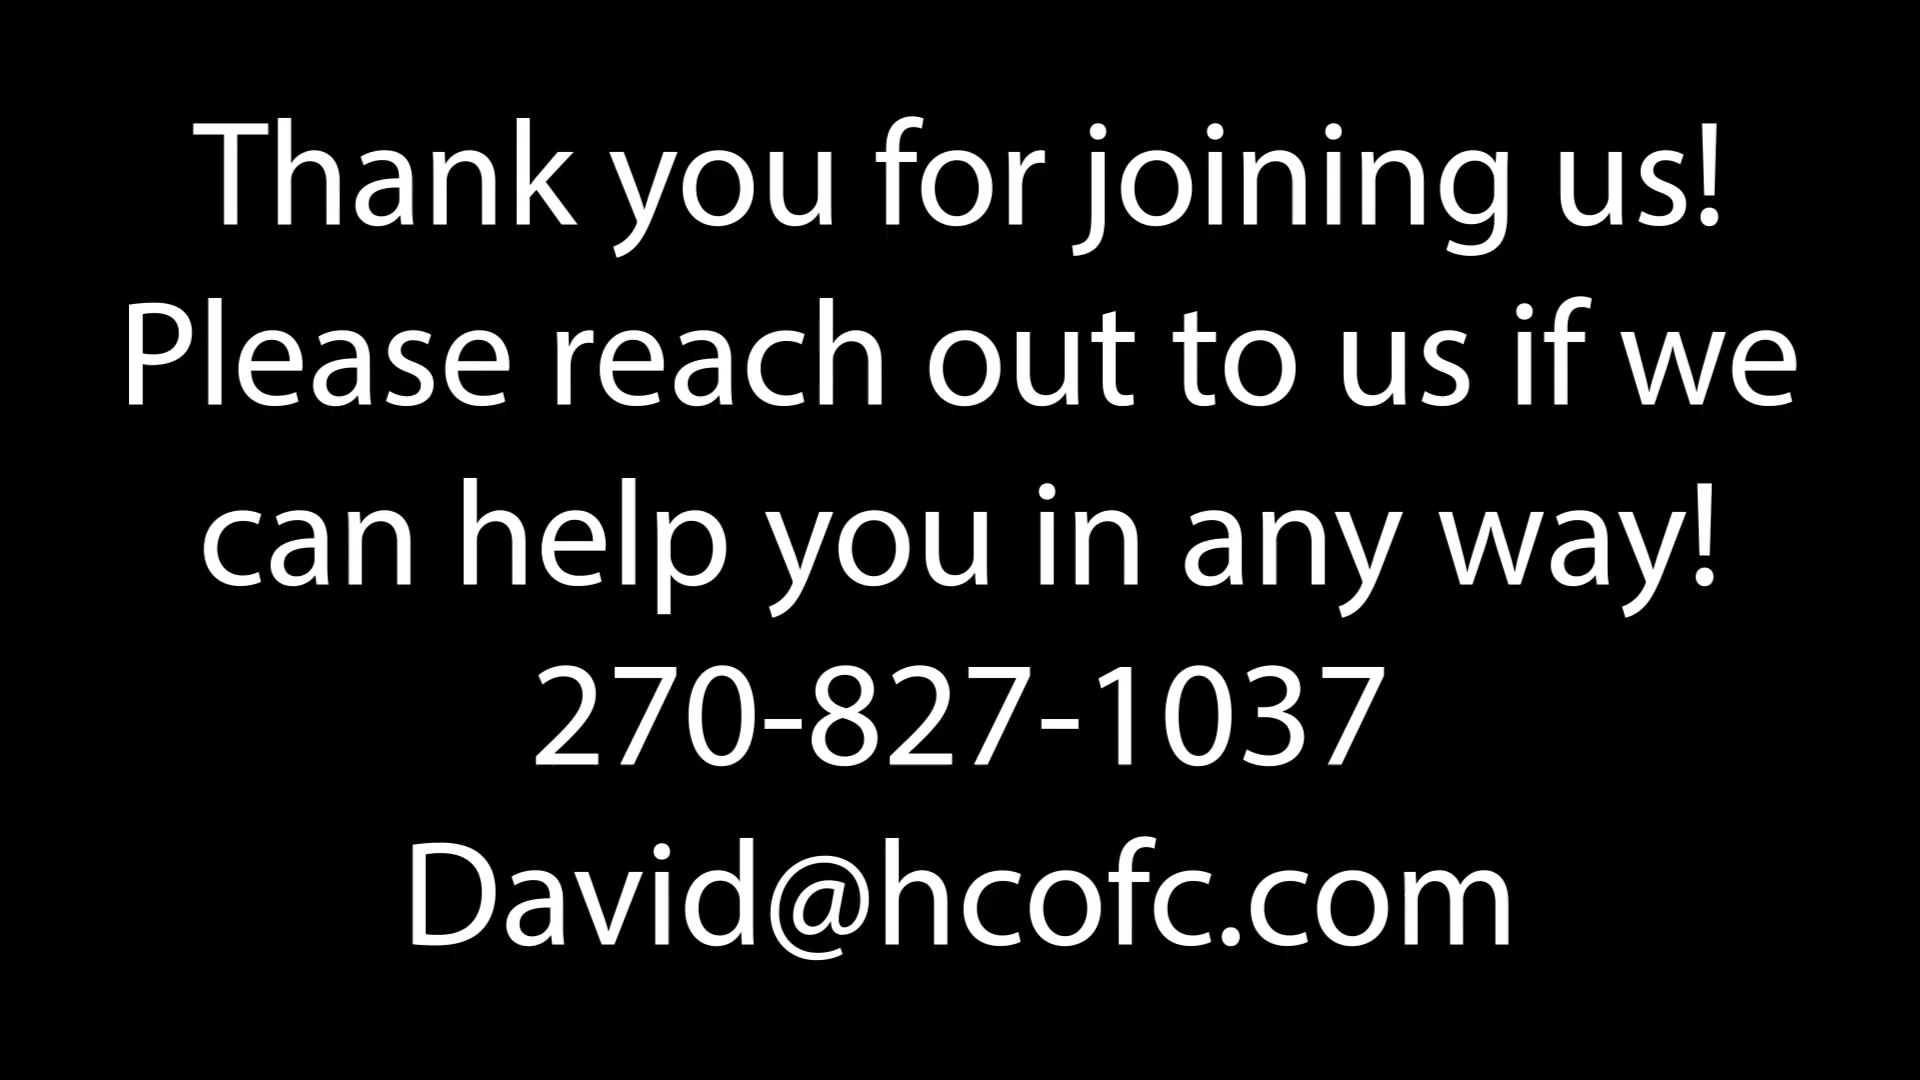 Thank you for joining us!
Please reach out to us if we
can help you in any way!
270-827-1037
David@hcofc.com